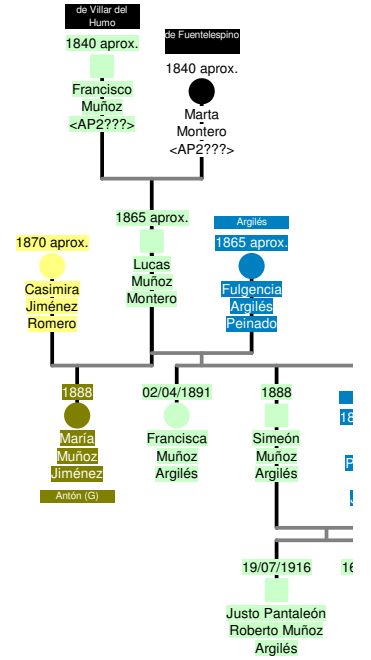 de Villar del
Humo
1840 aprox.
Francisco
Muñoz
<AP2???>
de Fuentelespino
1840 aprox.
Marta
Montero
<AP2???>
1865 aprox.
Lucas
Muñoz
Montero
Argilés
1865 aprox.
Fulgencia
Argilés
Peinado
1870 aprox.
Casimira
Jiménez
Romero
1888
María
Muñoz
Jiménez
Antón (G)
02/04/1891
Francisca
Muñoz
Argilés
1888
Simeón
Muñoz
Argilés
18
P
19/07/1916
Justo Pantaleón
Roberto Muñoz
Argilés
16